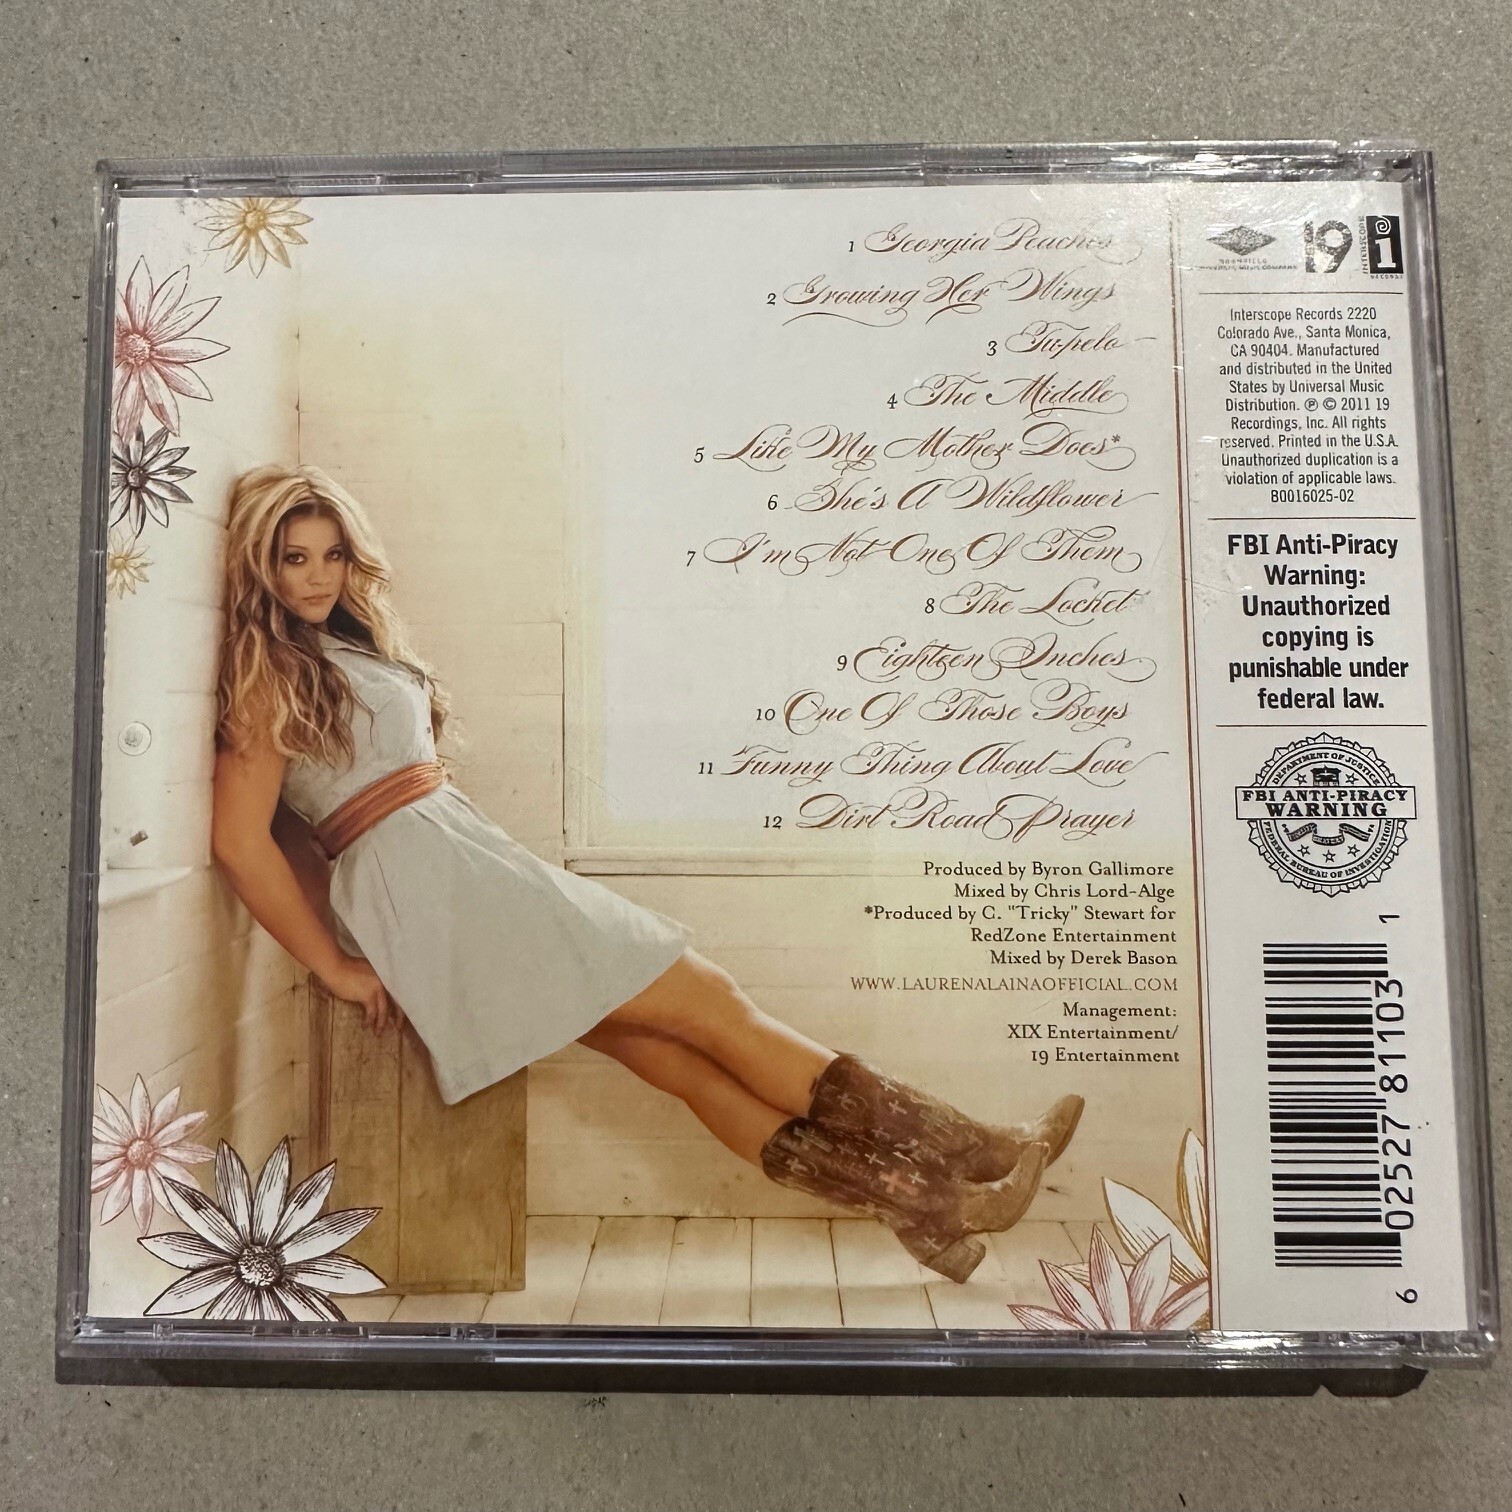 1 Georgia Peaches
2 Growing Her Wings
3 Tupelo
4 The Middle
5 Like My Mother Does*
6 She's A Wildflower
7 I'm Not One Of Them
8 The Locket
9 Eighteen Inches
10 One Of Those Boys
11 Funny Thing About Love
12 Dirt Road Prayer
Produced by Byron Gallimore
Mixed by Chris Lord-Alge
*Produced by C. "Tricky" Stewart for
RedZone Entertainment
Mixed by Derek Bason
WWW.LAURENALAINAOFFICIAL.COM
Management:
XIX Entertainment/
19 Entertainment
19
INTERSCOPE
i
RECORDS
Interscope Records 2220
Colorado Ave., Santa Monica,
CA 90404. Manufactured
and distributed in the United
States by Universal Music
Distribution. ℗ © 2011 19
Recordings, Inc. All rights
reserved. Printed in the U.S.A.
Unauthorized duplication is a
violation of applicable laws.
B0016025-02
FBI Anti-Piracy
Warning:
Unauthorized
copying is
punishable under
federal law.
DEPARTMENT OF JUSTICE
FBI ANTI-PIRACY
WARNING
FEDERAL BUREAU OF INVESTIGATION
6 02527 81103 1